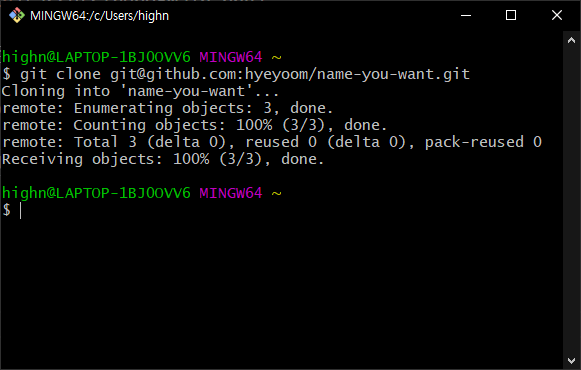 MINGW64:/c/Users/highn
highn@LAPTOP-1BJ0OVV6 MINGW64 ~
$ git clone git@github.com:hyeyoom/name-you-want.git
Cloning into 'name-you-want'...
remote: Enumerating objects: 3, done.
remote: Counting objects: 100% (3/3), done.
remote: Total 3 (delta 0), reused 0 (delta 0), pack-reused 0
Receiving objects: 100% (3/3), done.
highn@LAPTOP-1BJ0OVV6 MINGW64 ~
$